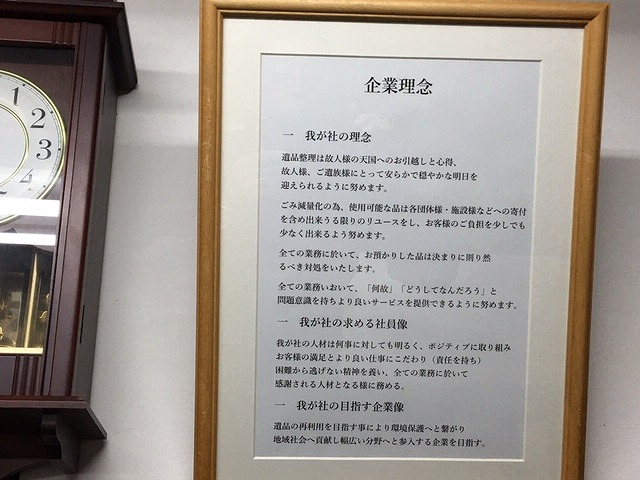 企業理念
一　我が社の理念
遺品整理は故人様の天国へのお引越しと心得、
故人様、ご遺族様にとって安らかで穏やかな明日を
迎えられるように努めます。
ごみ減量化の為、使用可能な品は各団体様・施設様などへの寄付
を含め出来うる限りのリユースをし、お客様のご負担を少しでも
少なく出来るよう努めます。
全ての業務に於いて、お預かりした品は決まりに則り然
るべき対処をいたします。
全ての業務おいて、「何故」「どうしてなんだろう」と
問題意識を持ちより良いサービスを提供できるように努めます。
一　我が社の求める社員像
我が社の人材は何事に対しても明るく、ポジティブに取り組み
お客様の満足とより良い仕事にこだわり（責任を持ち）
困難から逃げない精神を養い、全ての業務に於いて
感謝される人材となる様に務める。
一　我が社の目指す企業像
遺品の再利用を目指す事により環境保護へと繋がり
地域社会へ貢献し幅広い分野へと参入する企業を目指す。
1
2
3
4